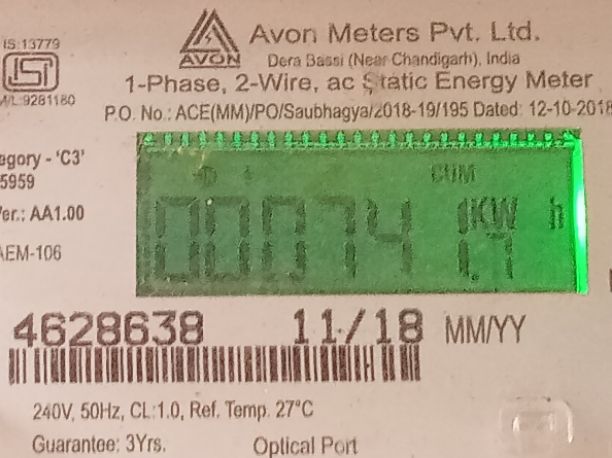 IS:13779
M/L:9281180
AVON
Avon Meters Pvt. Ltd.
Dera Bassi (Near Chandigarh), India
1-Phase, 2-Wire, ac Static Energy Meter
P.O. No.: ACE(MM)/PO/Saubhagya/2018-19/195 Dated: 12-10-2018
egory - 'C3'
5959
Ver.: AA1.00
AEM-106
CUM
KW h
4628638 11/18 MM/YY
240V, 50Hz, CL:1.0, Ref. Temp. 27°C
Guarantee: 3Yrs. Optical Port